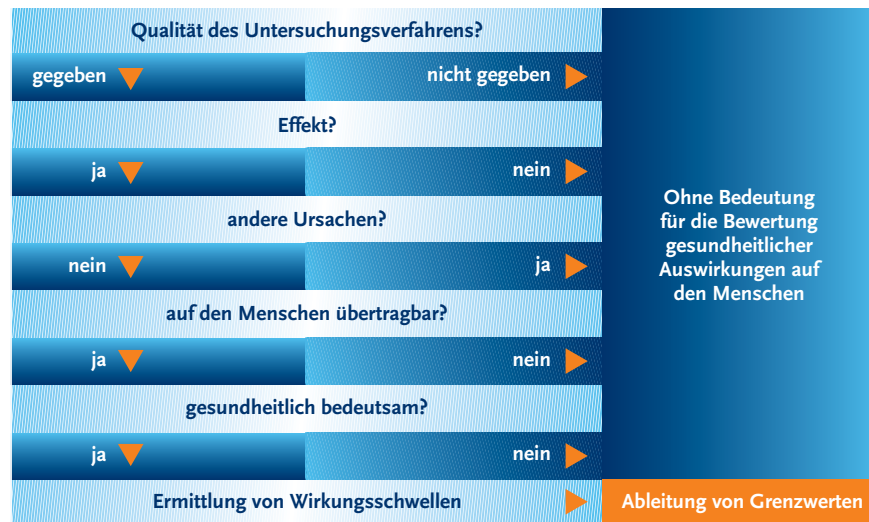 Qualität des Untersuchungsverfahrens?
gegeben
nicht gegeben
Effekt?
ja
nein
andere Ursachen?
nein
ja
auf den Menschen übertragbar?
ja
nein
gesundheitlich bedeutsam?
ja
nein
Ohne Bedeutung
für die Bewertung
gesundheitlicher
Auswirkungen auf
den Menschen
Ermittlung von Wirkungsschwellen
Ableitung von Grenzwerten